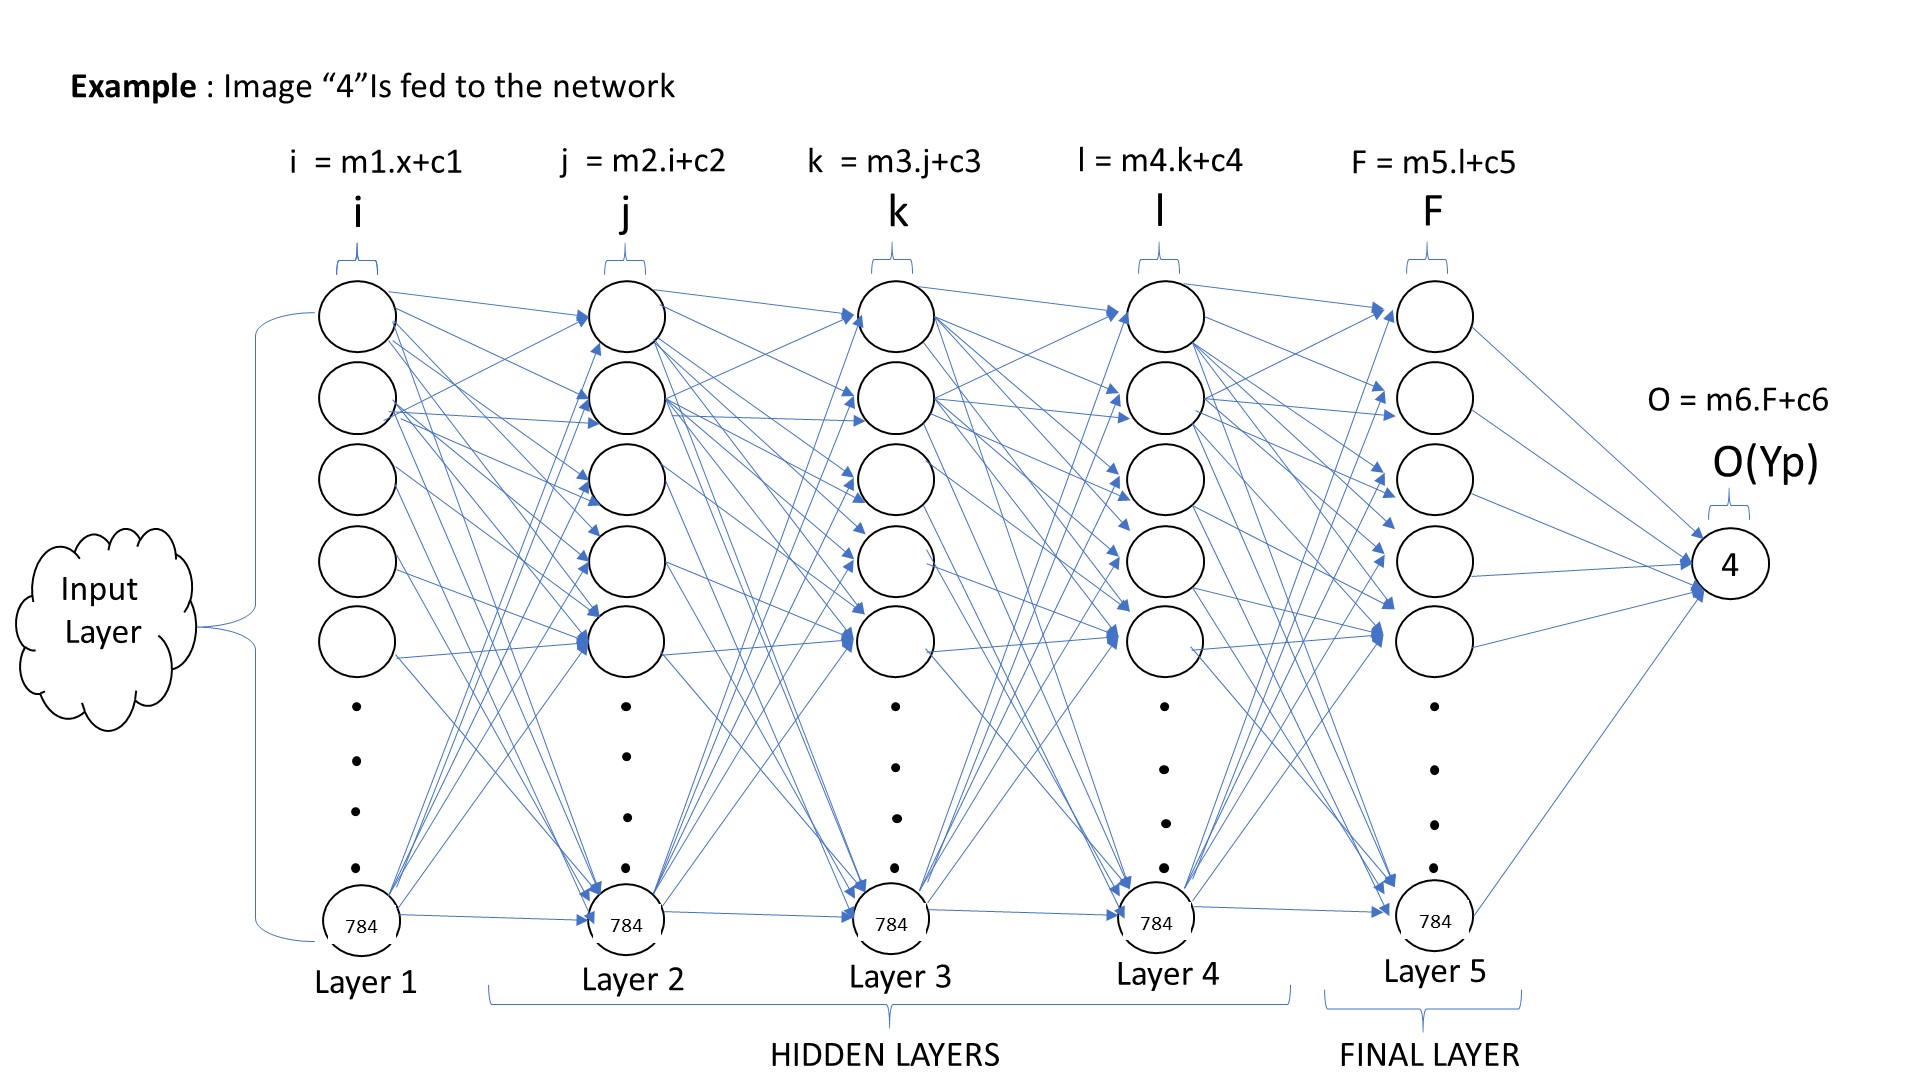 Example : Image “4”Is fed to the network
i = m1.x+c1
j = m2.i+c2
k = m3.j+c3
l = m4.k+c4
F = m5.l+c5
i
j
k
l
F
O = m6.F+c6
O(Yp)
4
Input
Layer
784
784
784
784
784
Layer 1
Layer 2
Layer 3
Layer 4
Layer 5
HIDDEN LAYERS
FINAL LAYER